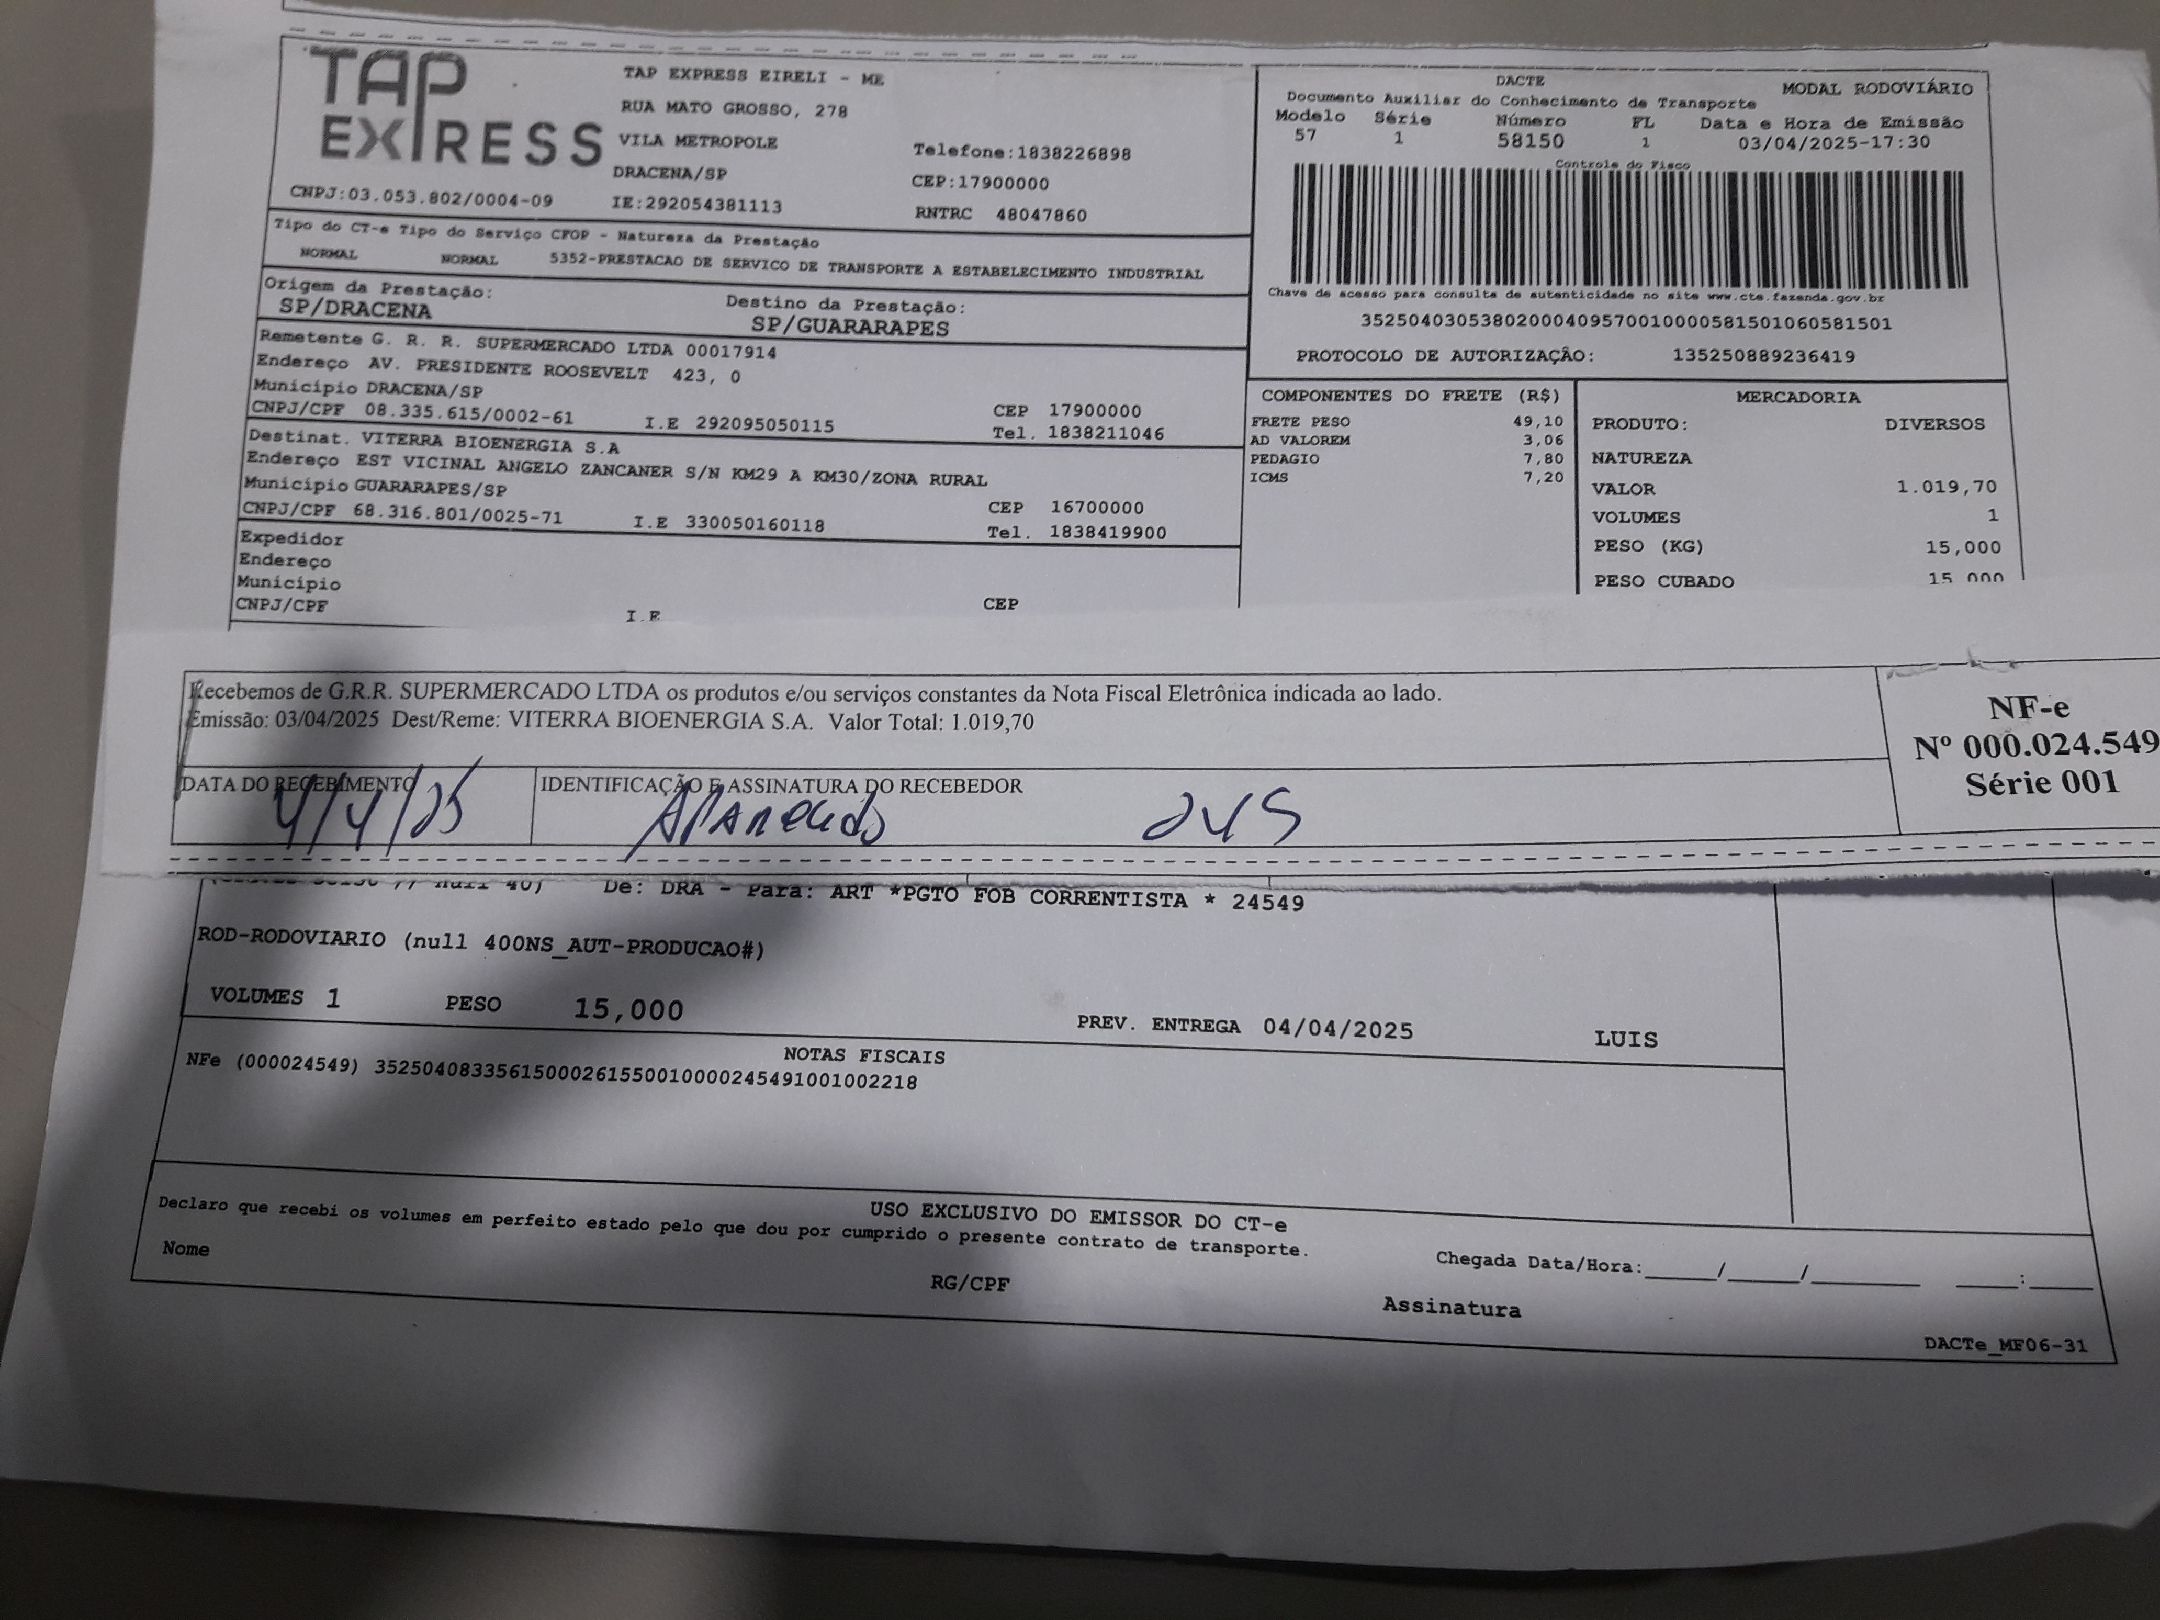 TAP EXPRESS
TAP EXPRESS EIRELI - ME
RUA MATO GROSSO, 278
VILA METROPOLE Telefone:1838226898
DRACENA/SP CEP:17900000
CNPJ:03.053.802/0004-09 IE:292054381113 RNTRC 48047860
DACTE MODAL RODOVIÁRIO
Documento Auxiliar do Conhecimento de Transporte
Modelo Série Número FL Data e Hora de Emissão
57 1 58150 1 03/04/2025-17:30
Controle do Fisco
Tipo do CT-e Tipo do Serviço CFOP - Natureza da Prestação
NORMAL NORMAL 5352-PRESTACAO DE SERVICO DE TRANSPORTE A ESTABELECIMENTO INDUSTRIAL
Chave de acesso para consulta de autenticidade no site www.cte.fazenda.gov.br
35250403053802000409570010000581501060581501
PROTOCOLO DE AUTORIZAÇÃO: 135250889236419
Origem da Prestação: Destino da Prestação:
SP/DRACENA SP/GUARARAPES
Remetente G. R. R. SUPERMERCADO LTDA 00017914
Endereço AV. PRESIDENTE ROOSEVELT 423, 0
Município DRACENA/SP CEP 17900000
CNPJ/CPF 08.335.615/0002-61 I.E 292095050115 Tel. 1838211046
Destinat. VITERRA BIOENERGIA S.A
Endereço EST VICINAL ANGELO ZANCANER S/N KM29 A KM30/ZONA RURAL
Município GUARARAPES/SP CEP 16700000
CNPJ/CPF 68.316.801/0025-71 I.E 330050160118 Tel. 1838419900
Expedidor
Endereço
Município
CNPJ/CPF I.E CEP
COMPONENTES DO FRETE (R$)
FRETE PESO 49,10
AD VALOREM 3,06
PEDAGIO 7,80
ICMS 7,20
MERCADORIA
PRODUTO: DIVERSOS
NATUREZA
VALOR 1.019,70
VOLUMES 1
PESO (KG) 15,000
PESO CUBADO 15,000
Recebemos de G.R.R. SUPERMERCADO LTDA os produtos e/ou serviços constantes da Nota Fiscal Eletrônica indicada ao lado.
Emissão: 03/04/2025 Dest/Reme: VITERRA BIOENERGIA S.A. Valor Total: 1.019,70
NF-e
Nº 000.024.549
Série 001
DATA DO RECEBIMENTO IDENTIFICAÇÃO E ASSINATURA DO RECEBEDOR
4/4/25 Aparecido
De: DRA - Para: ART *PGTO FOB CORRENTISTA * 24549
ROD-RODOVIARIO (null 400NS_AUT-PRODUCAO#)
VOLUMES 1 PESO 15,000 PREV. ENTREGA 04/04/2025 LUIS
NOTAS FISCAIS
NFe (000024549) 35250408335615000261550010000245491001002218
USO EXCLUSIVO DO EMISSOR DO CT-e
Declaro que recebi os volumes em perfeito estado pelo que dou por cumprido o presente contrato de transporte.
Nome RG/CPF Assinatura Chegada Data/Hora:_____/_____/________ _____:_____
DACTe_MF06-31